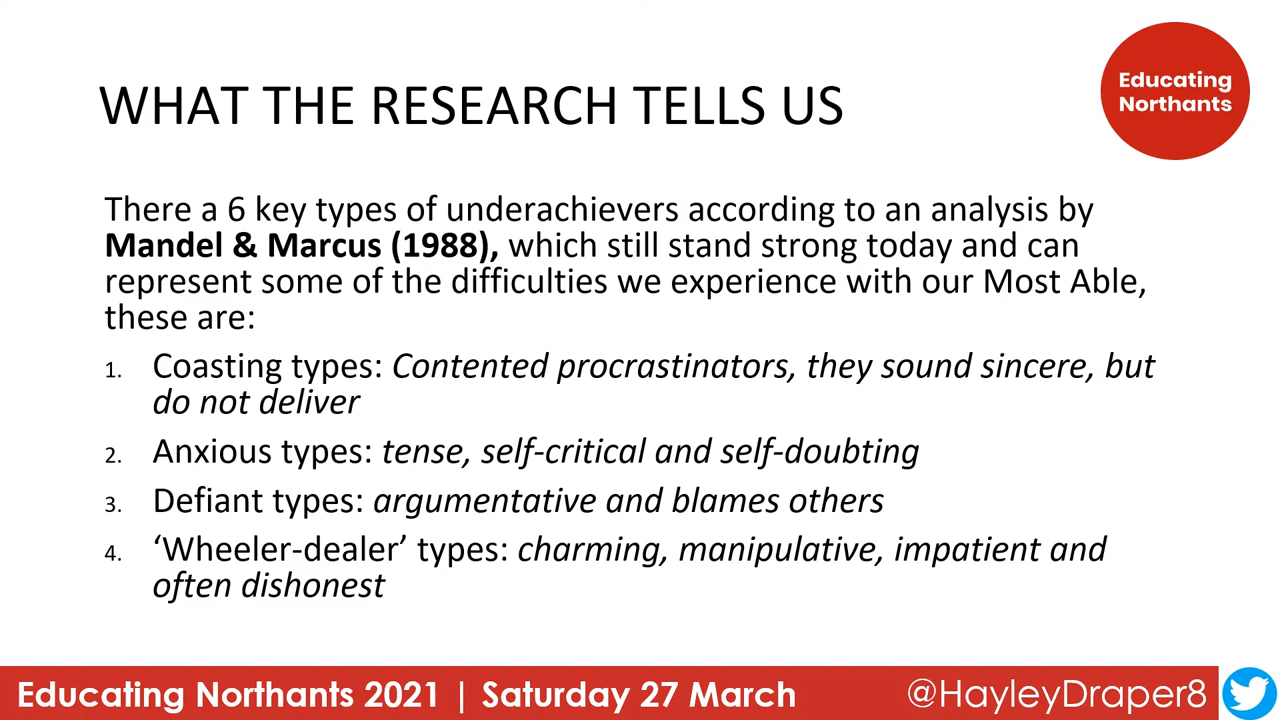 WHAT THE RESEARCH TELLS US
Educating
Northants
There a 6 key types of underachievers according to an analysis by
Mandel & Marcus (1988), which still stand strong today and can
represent some of the difficulties we experience with our Most Able,
these are:
1. Coasting types: Contented procrastinators, they sound sincere, but
do not deliver
2. Anxious types: tense, self-critical and self-doubting
3. Defiant types: argumentative and blames others
4. ‘Wheeler-dealer’ types: charming, manipulative, impatient and
often dishonest
Educating Northants 2021 | Saturday 27 March
@HayleyDraper8